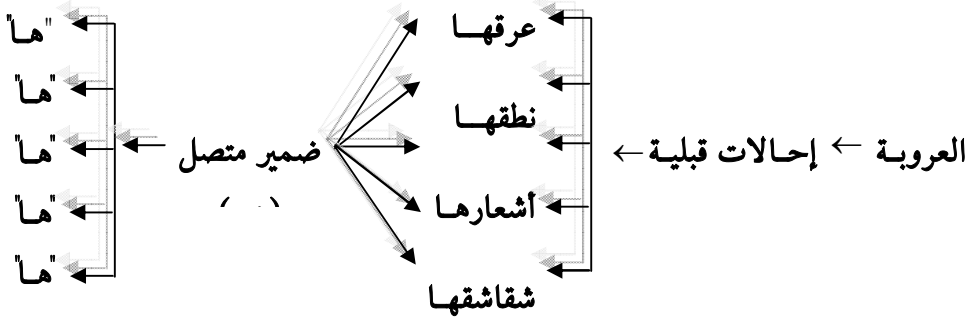 العروبة ← إحالات قبلية ←
عرقها
نطقها
أشعارها
شقاشقها
ضمير متصل
"ها"
"ها"
"ها"
"ها"
"ها"